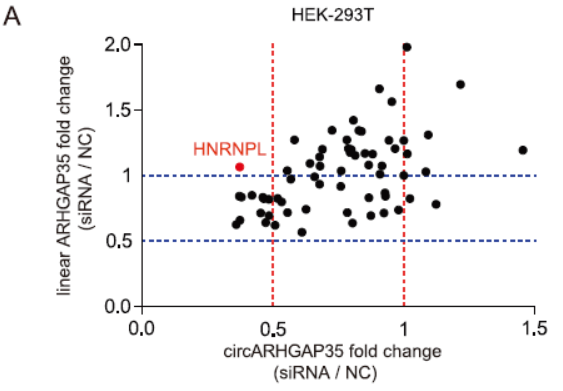 A
HEK-293T
linear ARHGAP35 fold change
(siRNA / NC)
2.0
1.5
1
0.5
0.0
HNRNPL
0.0
0.5
1
1.5
circARHGAP35 fold change
(siRNA / NC)